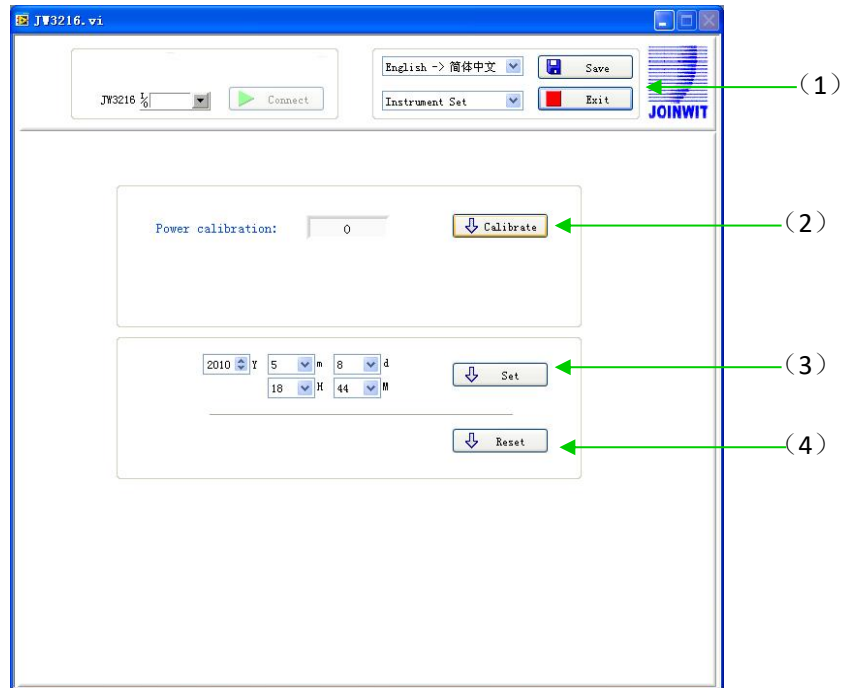 JW3216.vi
English -> 简体中文
Save
JW3216 I/O
Connect
Instrument Set
Exit
JOINWIT
(1)
Power calibration:
0
Calibrate
(2)
2010 Y 5 m 8 d
18 H 44 M
Set
(3)
Reset
(4)